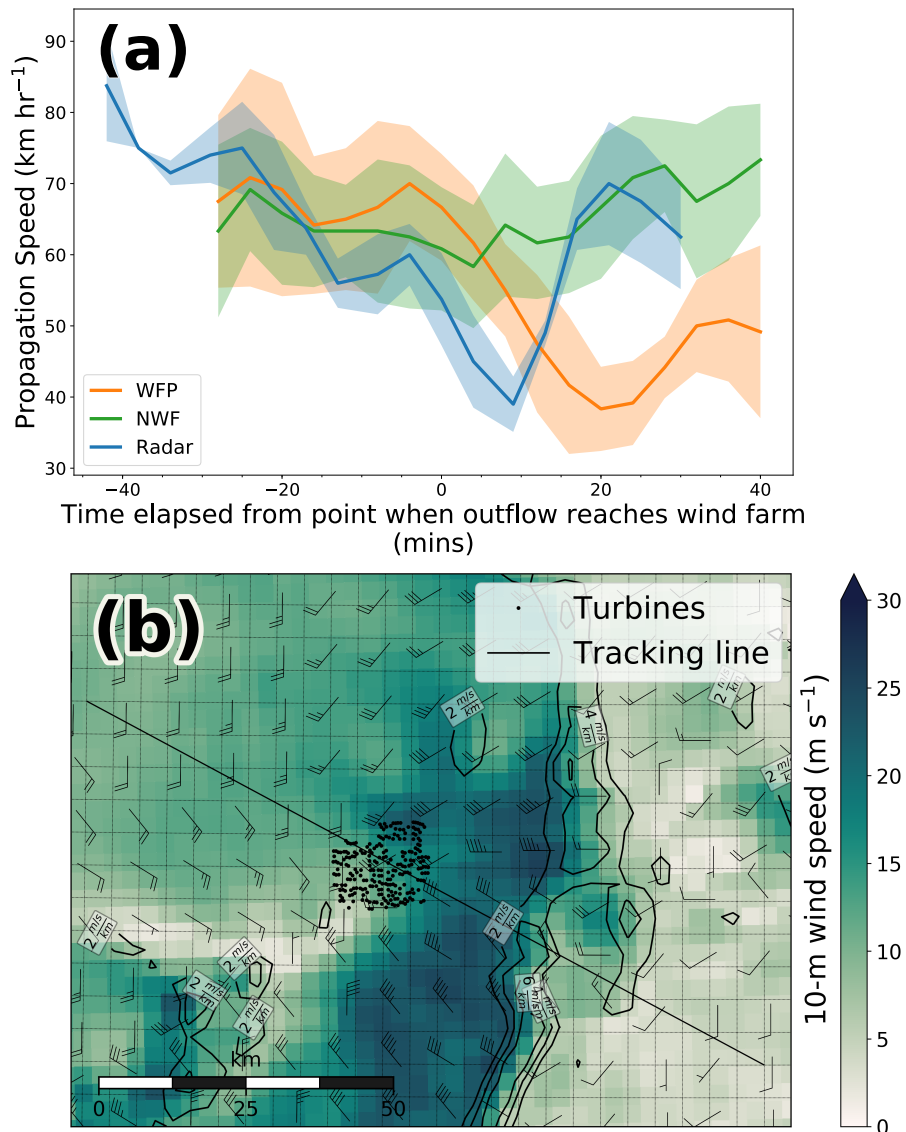 (a)
90
80
70
60
50
40
30
Propagation Speed (km hr⁻¹)
WFP
NWF
Radar
−40
−20
0
20
40
Time elapsed from point when outflow reaches wind farm
(mins)
(b)
Turbines
Tracking line
2 m/s km
4 m/s km
2 m/s km
2 m/s km
2 m/s km
2 m/s km
2 m/s km
2 m/s km
2 m/s km
km
0
25
50
30
25
20
15
10
5
0
10-m wind speed (m s⁻¹)